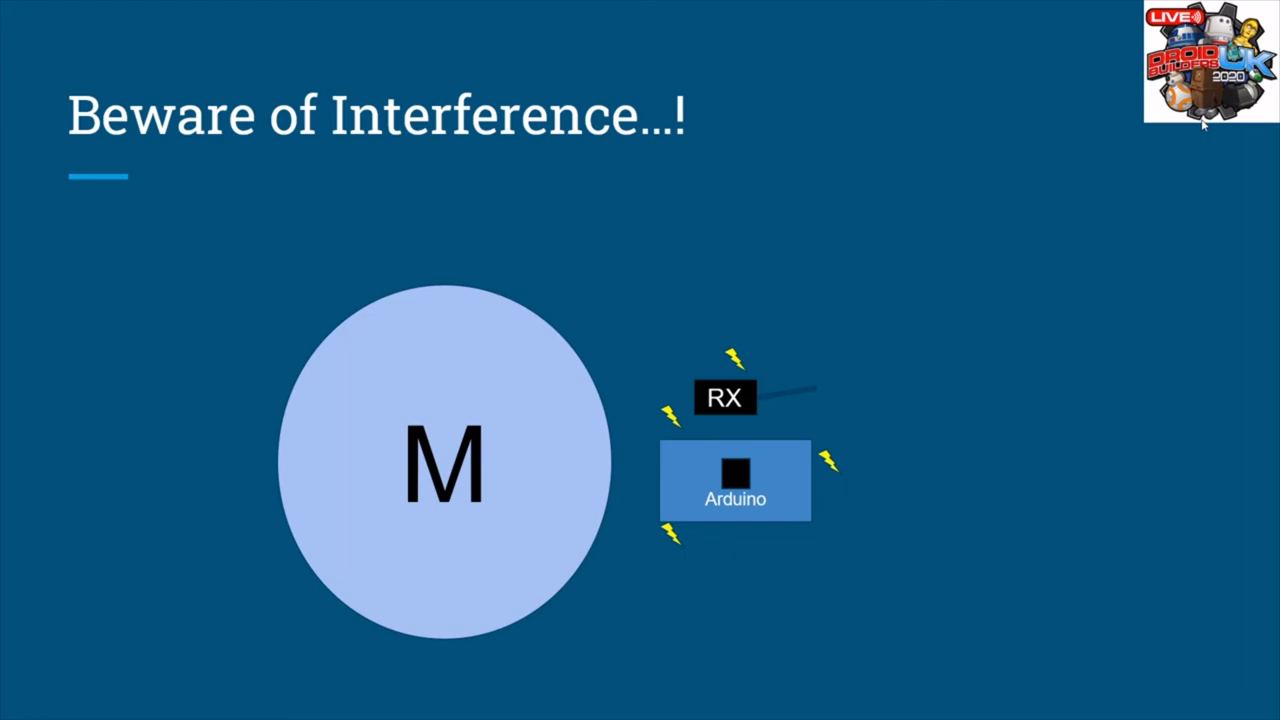 LIVE
DROID
BUILDERS UK
2020
Beware of Interference...!
RX
M
Arduino